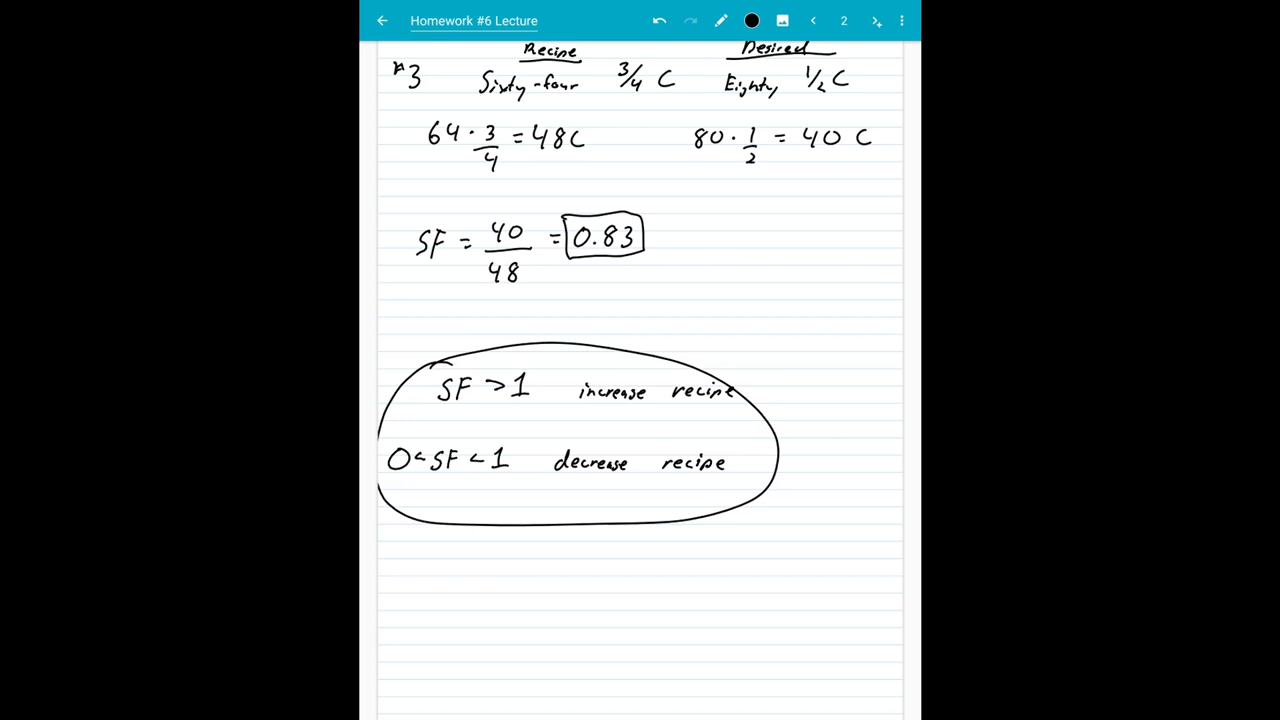 Homework #6 Lecture
2
Recipe Desired
#3 Sixty-four 3/4 C Eighty 1/2 C
64 · 3/4 = 48C 80 · 1/2 = 40 C
SF = 40/48 = 0.83
SF > 1 increase recipe
0 < SF < 1 decrease recipe